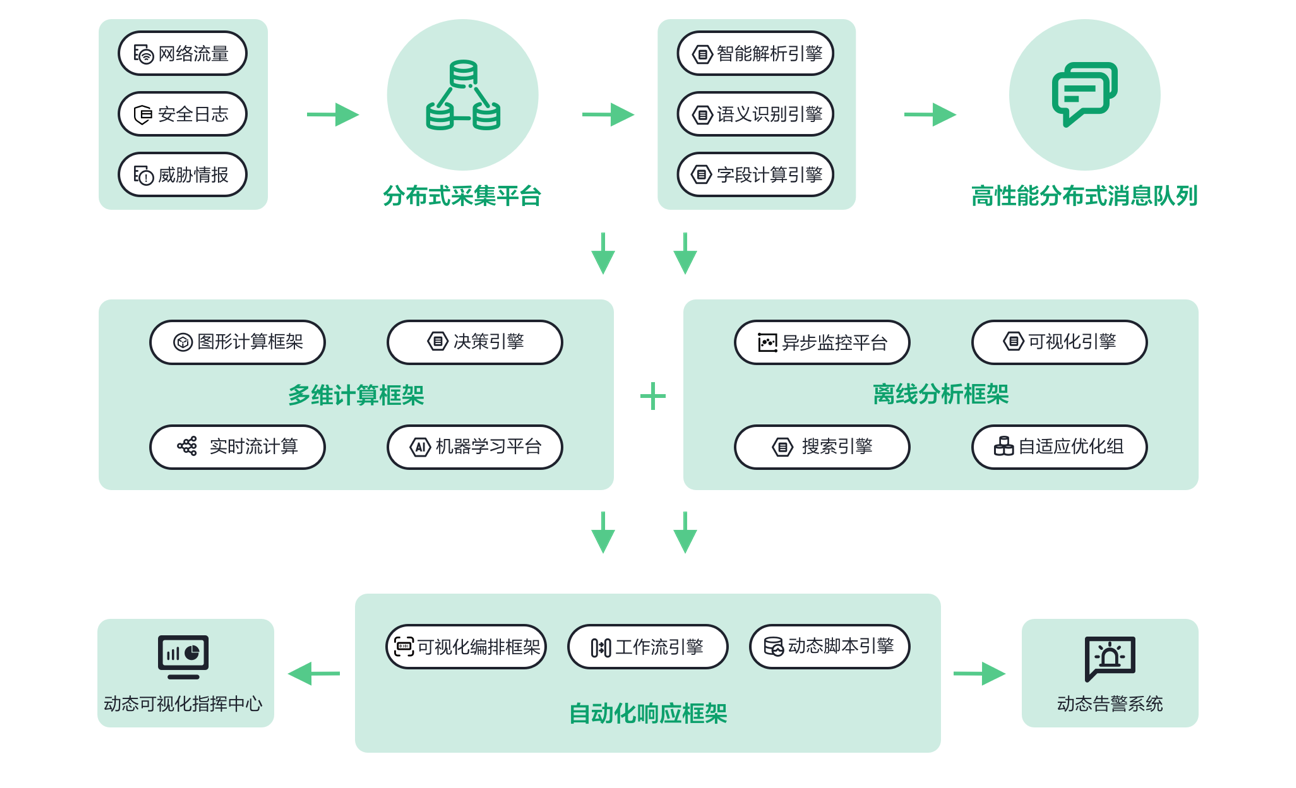 网络流量
安全日志
威胁情报
分布式采集平台
智能解析引擎
语义识别引擎
字段计算引擎
高性能分布式消息队列
图形计算框架
决策引擎
多维计算框架
实时流计算
AI
机器学习平台
异步监控平台
可视化引擎
离线分析框架
搜索引擎
自适应优化组
动态可视化指挥中心
可视化编排框架
工作流引擎
动态脚本引擎
自动化响应框架
动态告警系统